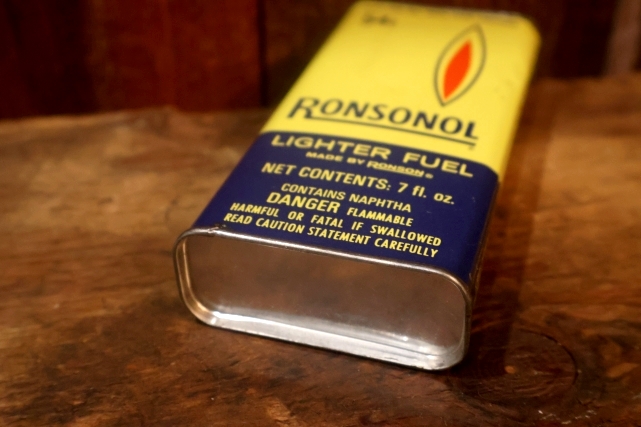 RONSONOL
LIGHTER FUEL
MADE BY RONSON®
NET CONTENTS: 7 fl. oz.
CONTAINS NAPHTHA
DANGER FLAMMABLE
HARMFUL OR FATAL IF SWALLOWED
READ CAUTION STATEMENT CAREFULLY